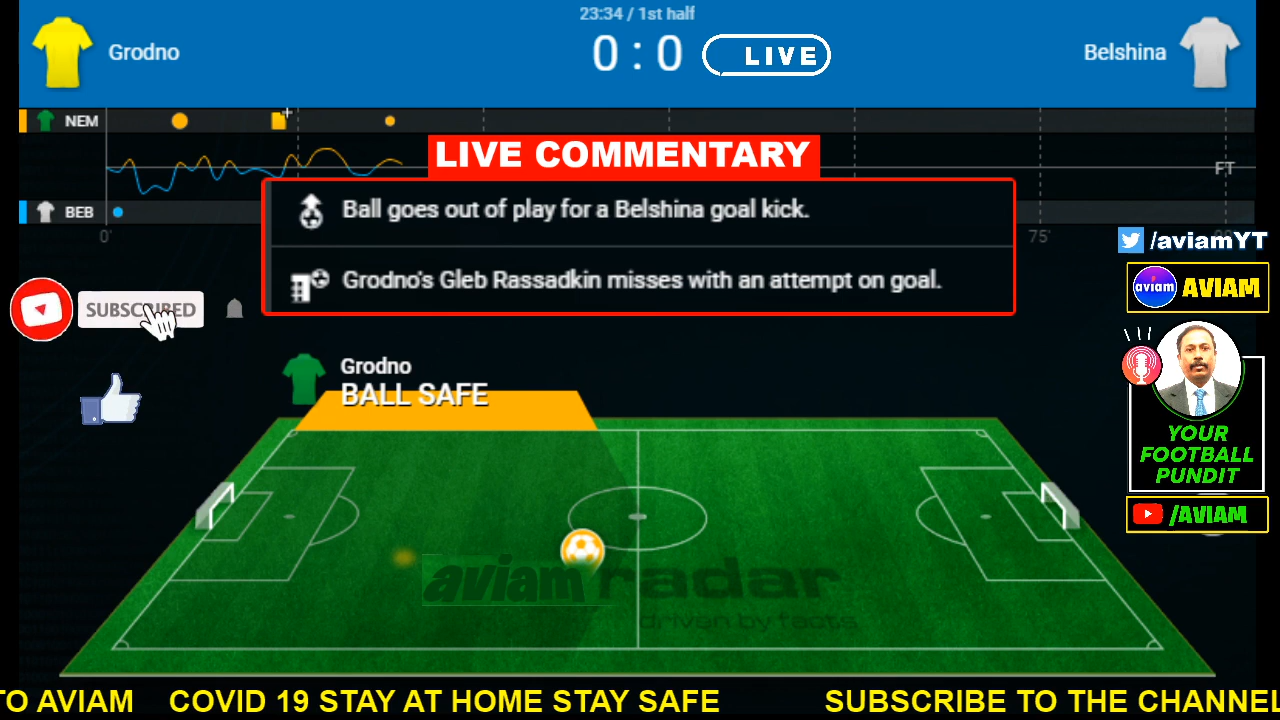 23:34 / 1st half
Grodno
0 : 0
LIVE
Belshina
NEM
LIVE COMMENTARY
FT
Ball goes out of play for a Belshina goal kick.
BEB
0'
75'
/aviamYT
Grodno's Gleb Rassadkin misses with an attempt on goal.
aviam AVIAM
SUBSCRIBED
Grodno
BALL SAFE
YOUR
FOOTBALL
PUNDIT
/AVIAM
aviam radar
driven by facts
TO AVIAM COVID 19 STAY AT HOME STAY SAFE SUBSCRIBE TO THE CHANNEL